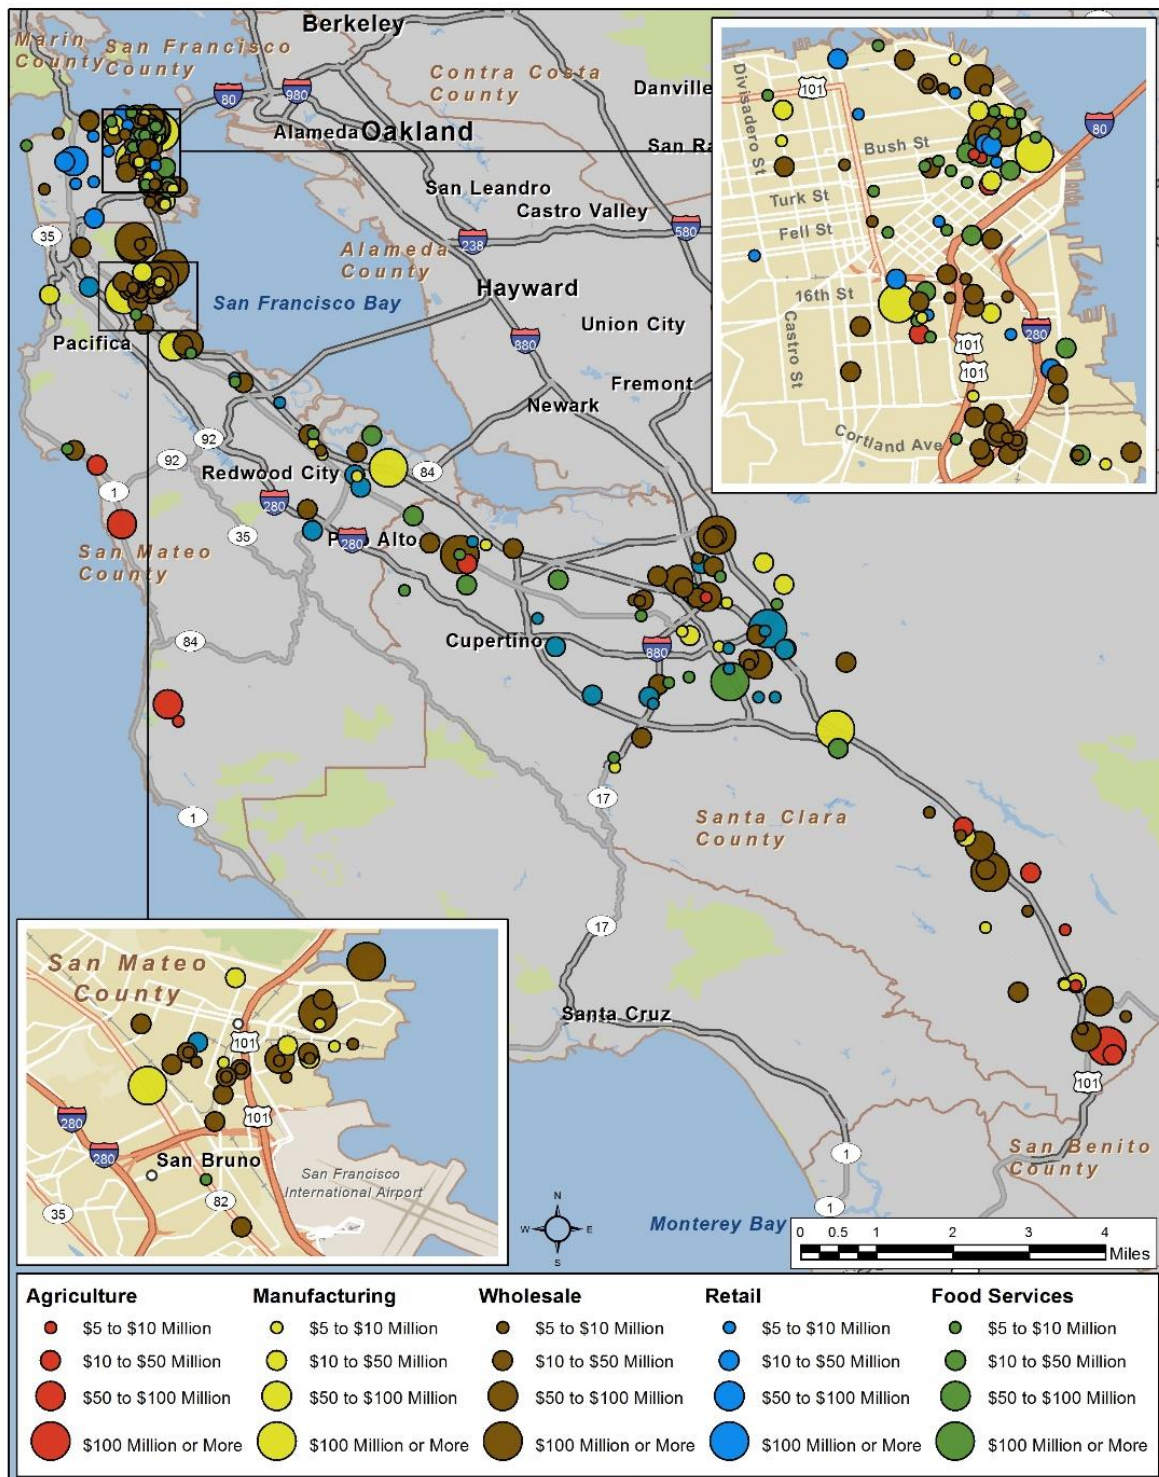 Berkeley
Marin
County
San Francisco
County
Contra Costa
County
Danville
80
980
Alameda
Oakland
San Ra
San Leandro
Castro Valley
580
238
35
Alameda
County
San Francisco Bay
Hayward
Union City
880
Pacifica
Fremont
Newark
92
92
84
Redwood City
1
280
35
280
Alto
San Mateo
County
84
Cupertino
880
1
17
Santa Clara
County
17
Santa Cruz
101
San Benito
County
1
1
Monterey Bay
Divisadero St
101
80
Bush St
Turk St
Fell St
16th St
Castro St
101
280
101
Cortland Ave
San Mateo
County
101
280
101
280
San Bruno
San Francisco
International Airport
35
82
N
W
E
S
0 0.5 1 2 3 4
Miles
Agriculture Manufacturing Wholesale Retail Food Services
$5 to $10 Million $5 to $10 Million $5 to $10 Million $5 to $10 Million $5 to $10 Million
$10 to $50 Million $10 to $50 Million $10 to $50 Million $10 to $50 Million $10 to $50 Million
$50 to $100 Million $50 to $100 Million $50 to $100 Million $50 to $100 Million $50 to $100 Million
$100 Million or More $100 Million or More $100 Million or More $100 Million or More $100 Million or More